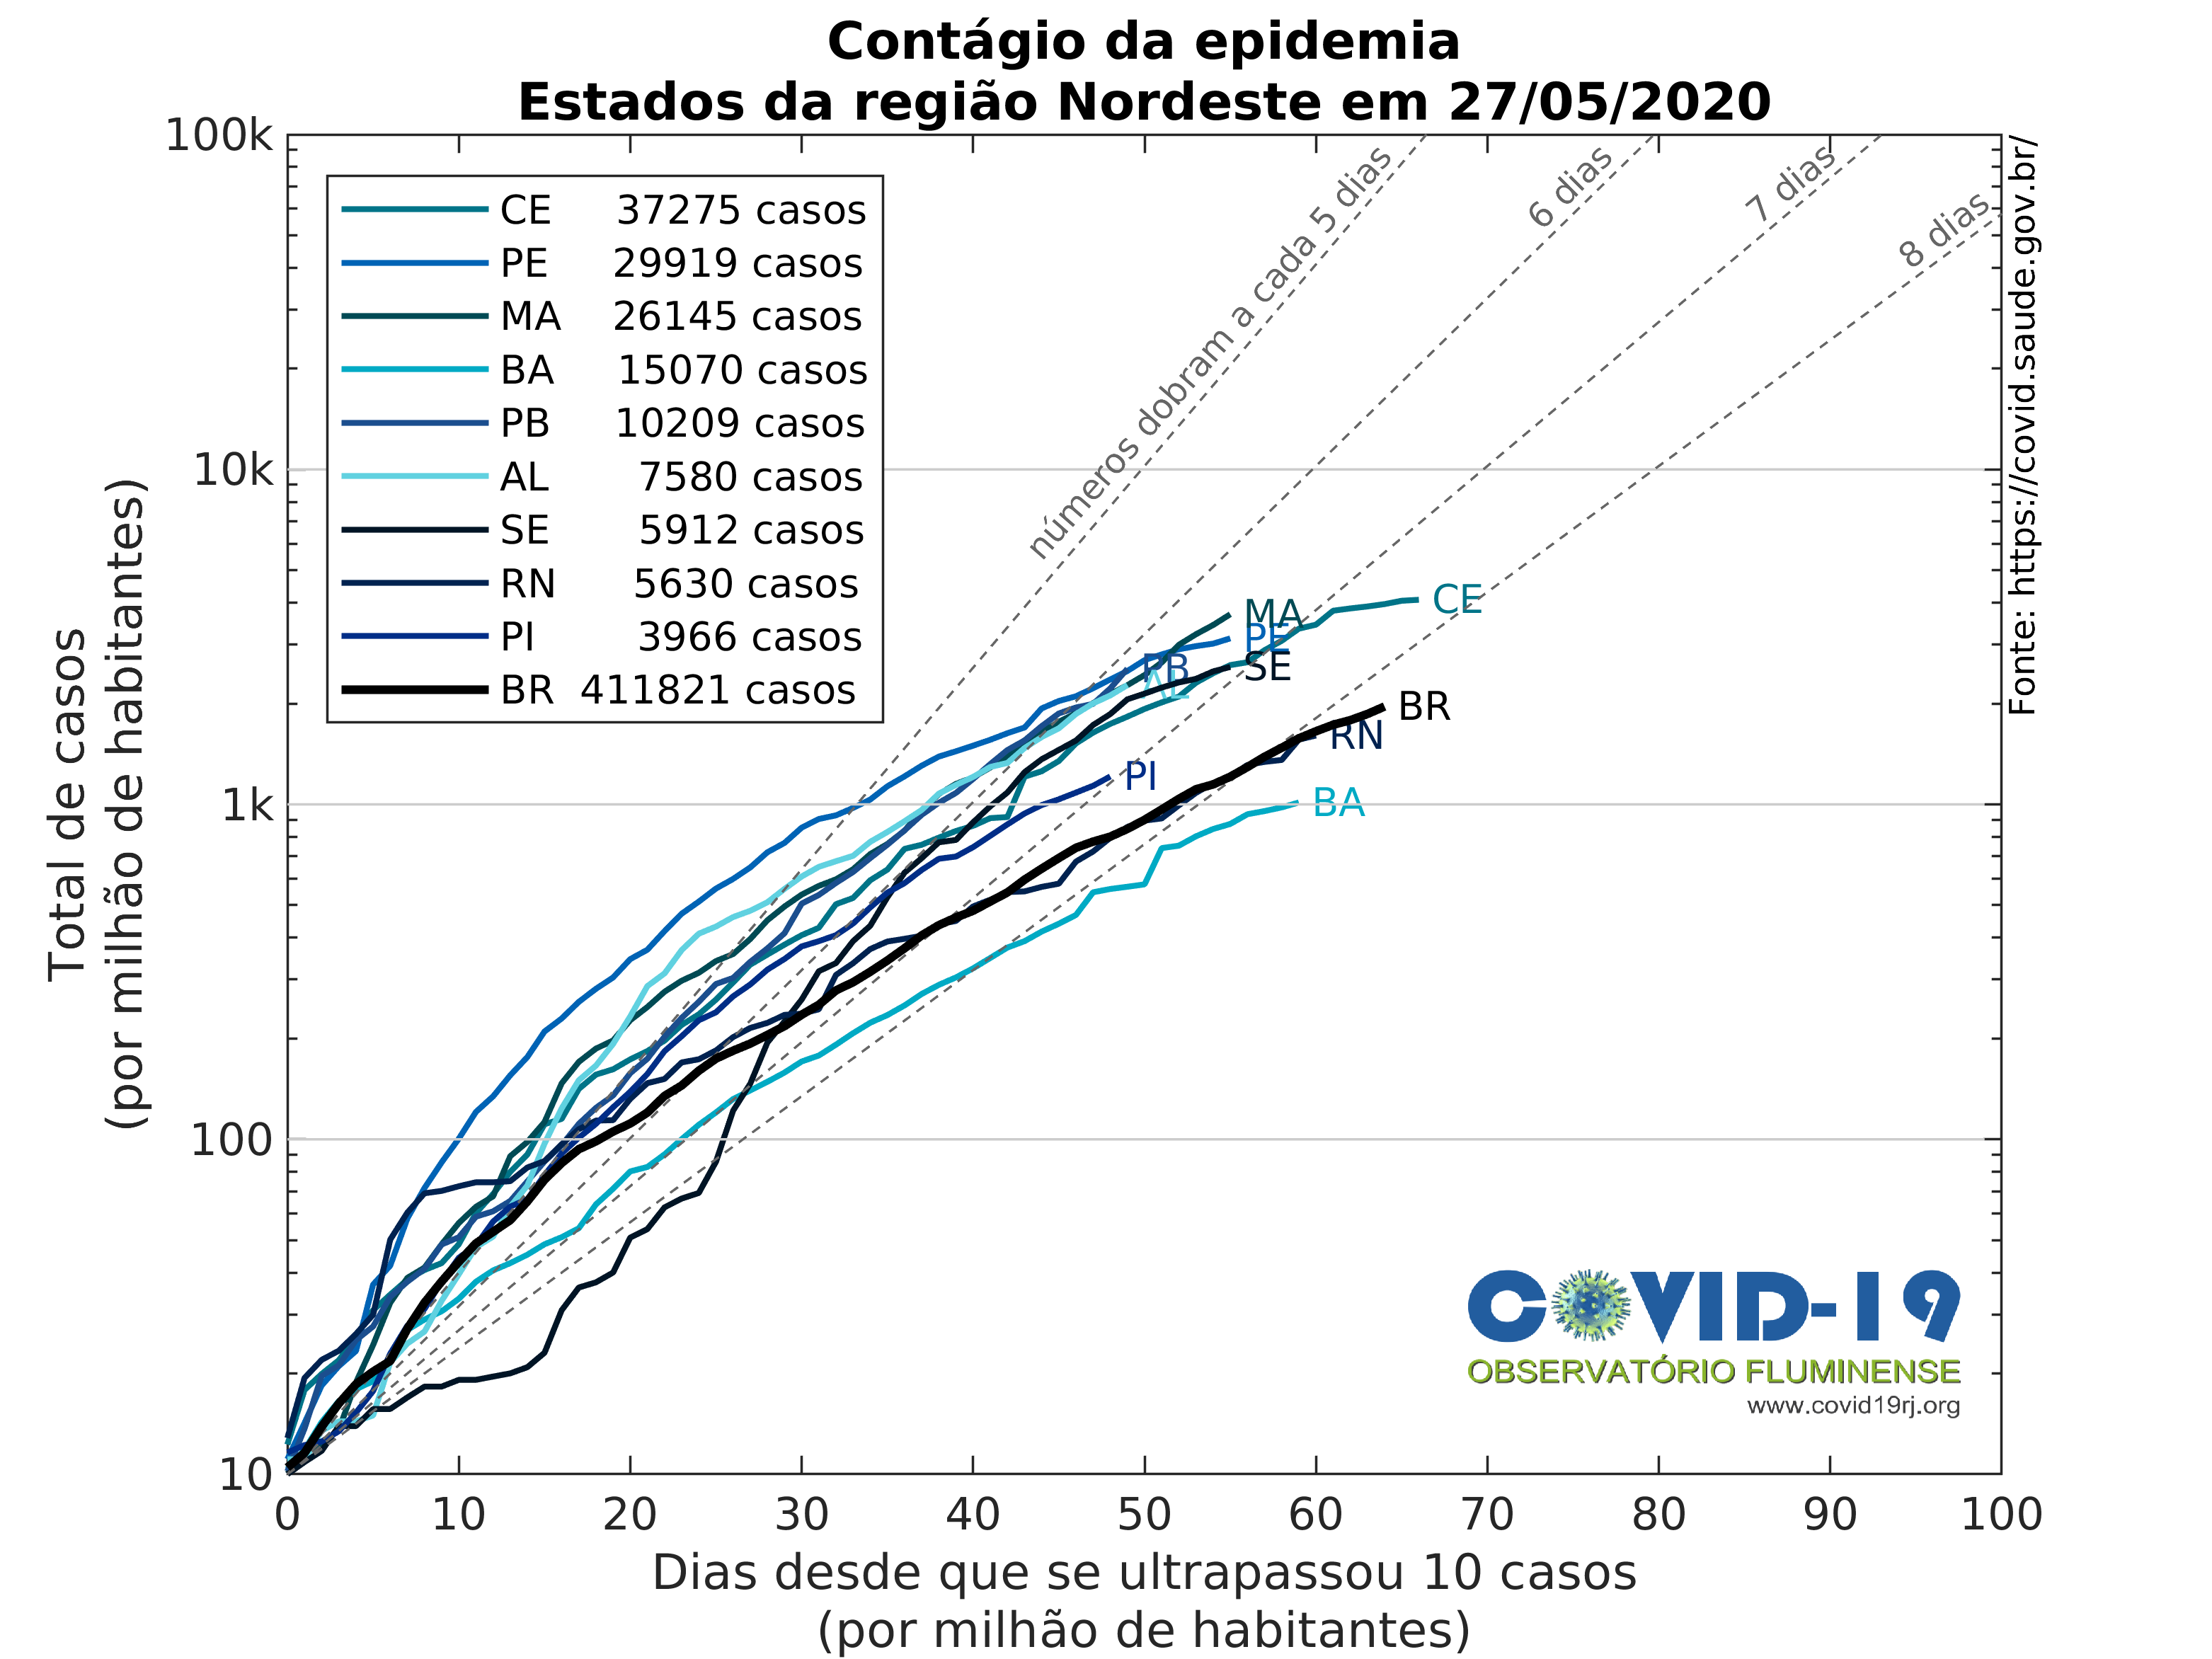 Contágio da epidemia
Estados da região Nordeste em 27/05/2020
100k
10k
1k
100
10
Total de casos
(por milhão de habitantes)
CE 37275 casos
PE 29919 casos
MA 26145 casos
BA 15070 casos
PB 10209 casos
AL 7580 casos
SE 5912 casos
RN 5630 casos
PI 3966 casos
BR 411821 casos
números dobram a cada 5 dias
6 dias
7 dias
8 dias
MA
CE
PE
PB
SE
AL
BR
RN
PI
BA
Fonte: https://covid.saude.gov.br/
COVID-19
OBSERVATÓRIO FLUMINENSE
www.covid19rj.org
0 10 20 30 40 50 60 70 80 90 100
Dias desde que se ultrapassou 10 casos
(por milhão de habitantes)